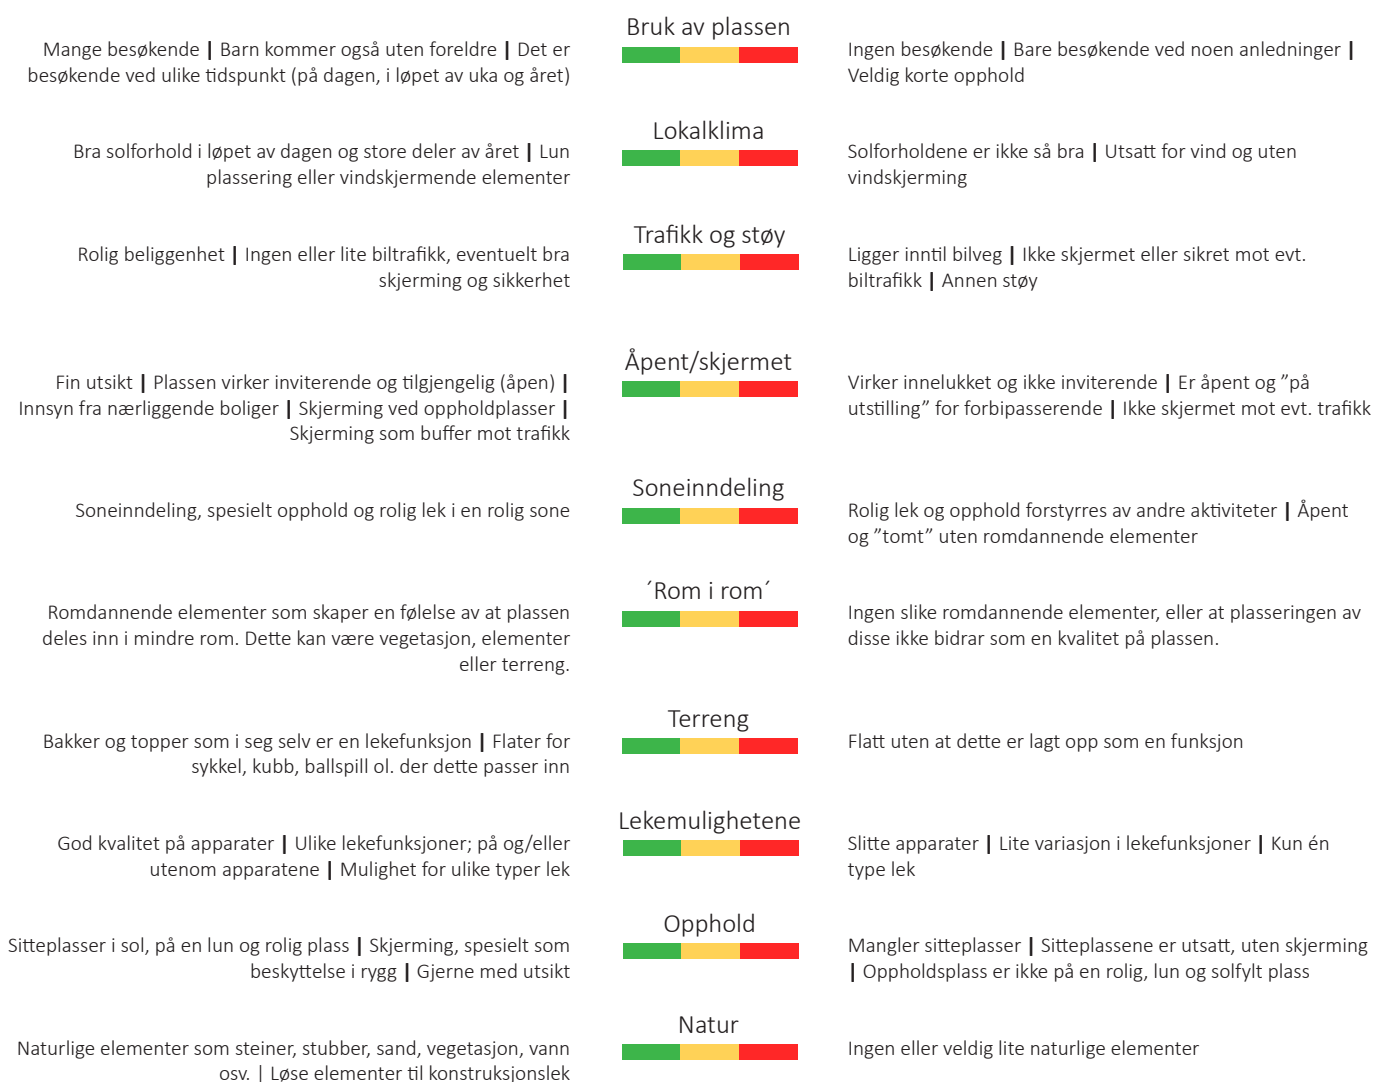 Bruk av plassen
Mange besøkende | Barn kommer også uten foreldre | Det er
besøkende ved ulike tidspunkt (på dagen, i løpet av uka og året)
Ingen besøkende | Bare besøkende ved noen anledninger |
Veldig korte opphold
Lokalklima
Bra solforhold i løpet av dagen og store deler av året | Lun
plassering eller vindskjermende elementer
Solforholdene er ikke så bra | Utsatt for vind og uten
vindskjerming
Trafikk og støy
Rolig beliggenhet | Ingen eller lite biltrafikk, eventuelt bra
skjerming og sikkerhet
Ligger inntil bilveg | Ikke skjermet eller sikret mot evt.
biltrafikk | Annen støy
Åpent/skjermet
Fin utsikt | Plassen virker inviterende og tilgjengelig (åpen) |
Innsyn fra nærliggende boliger | Skjerming ved oppholdplasser |
Skjerming som buffer mot trafikk
Virker innelukket og ikke inviterende | Er åpent og ”på
utstilling” for forbipasserende | Ikke skjermet mot evt. trafikk
Soneinndeling
Soneinndeling, spesielt opphold og rolig lek i en rolig sone
Rolig lek og opphold forstyrres av andre aktiviteter | Åpent
og ”tomt” uten romdannende elementer
´Rom i rom´
Romdannende elementer som skaper en følelse av at plassen
deles inn i mindre rom. Dette kan være vegetasjon, elementer
eller terreng.
Ingen slike romdannende elementer, eller at plasseringen av
disse ikke bidrar som en kvalitet på plassen.
Terreng
Bakker og topper som i seg selv er en lekefunksjon | Flater for
sykkel, kubb, ballspill ol. der dette passer inn
Flatt uten at dette er lagt opp som en funksjon
Lekemulighetene
God kvalitet på apparater | Ulike lekefunksjoner; på og/eller
utenom apparatene | Mulighet for ulike typer lek
Slitte apparater | Lite variasjon i lekefunksjoner | Kun én
type lek
Opphold
Sitteplasser i sol, på en lun og rolig plass | Skjerming, spesielt som
beskyttelse i rygg | Gjerne med utsikt
Mangler sitteplasser | Sitteplassene er utsatt, uten skjerming
| Oppholdsplass er ikke på en rolig, lun og solfylt plass
Natur
Naturlige elementer som steiner, stubber, sand, vegetasjon, vann
osv. | Løse elementer til konstruksjonslek
Ingen eller veldig lite naturlige elementer